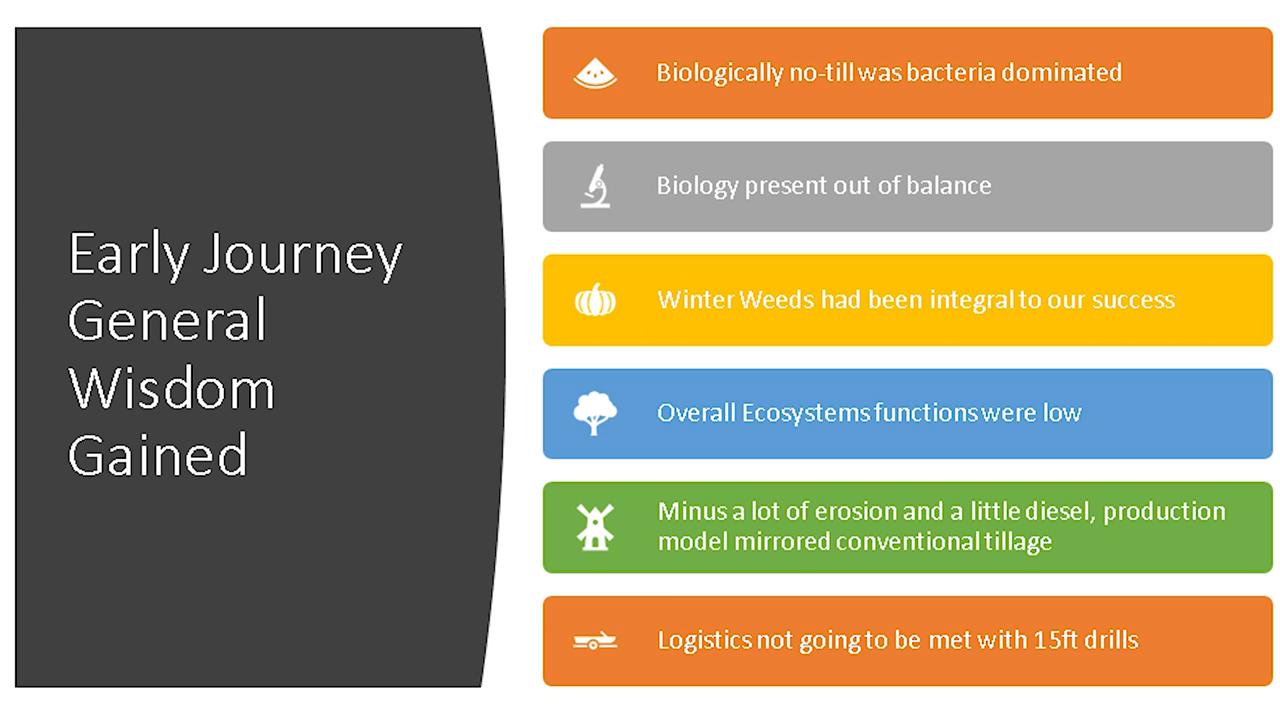 Early Journey
General
Wisdom
Gained
Biologically no-till was bacteria dominated
Biology present out of balance
Winter Weeds had been integral to our success
Overall Ecosystems functions were low
Minus a lot of erosion and a little diesel, production
model mirrored conventional tillage
Logistics not going to be met with 15ft drills